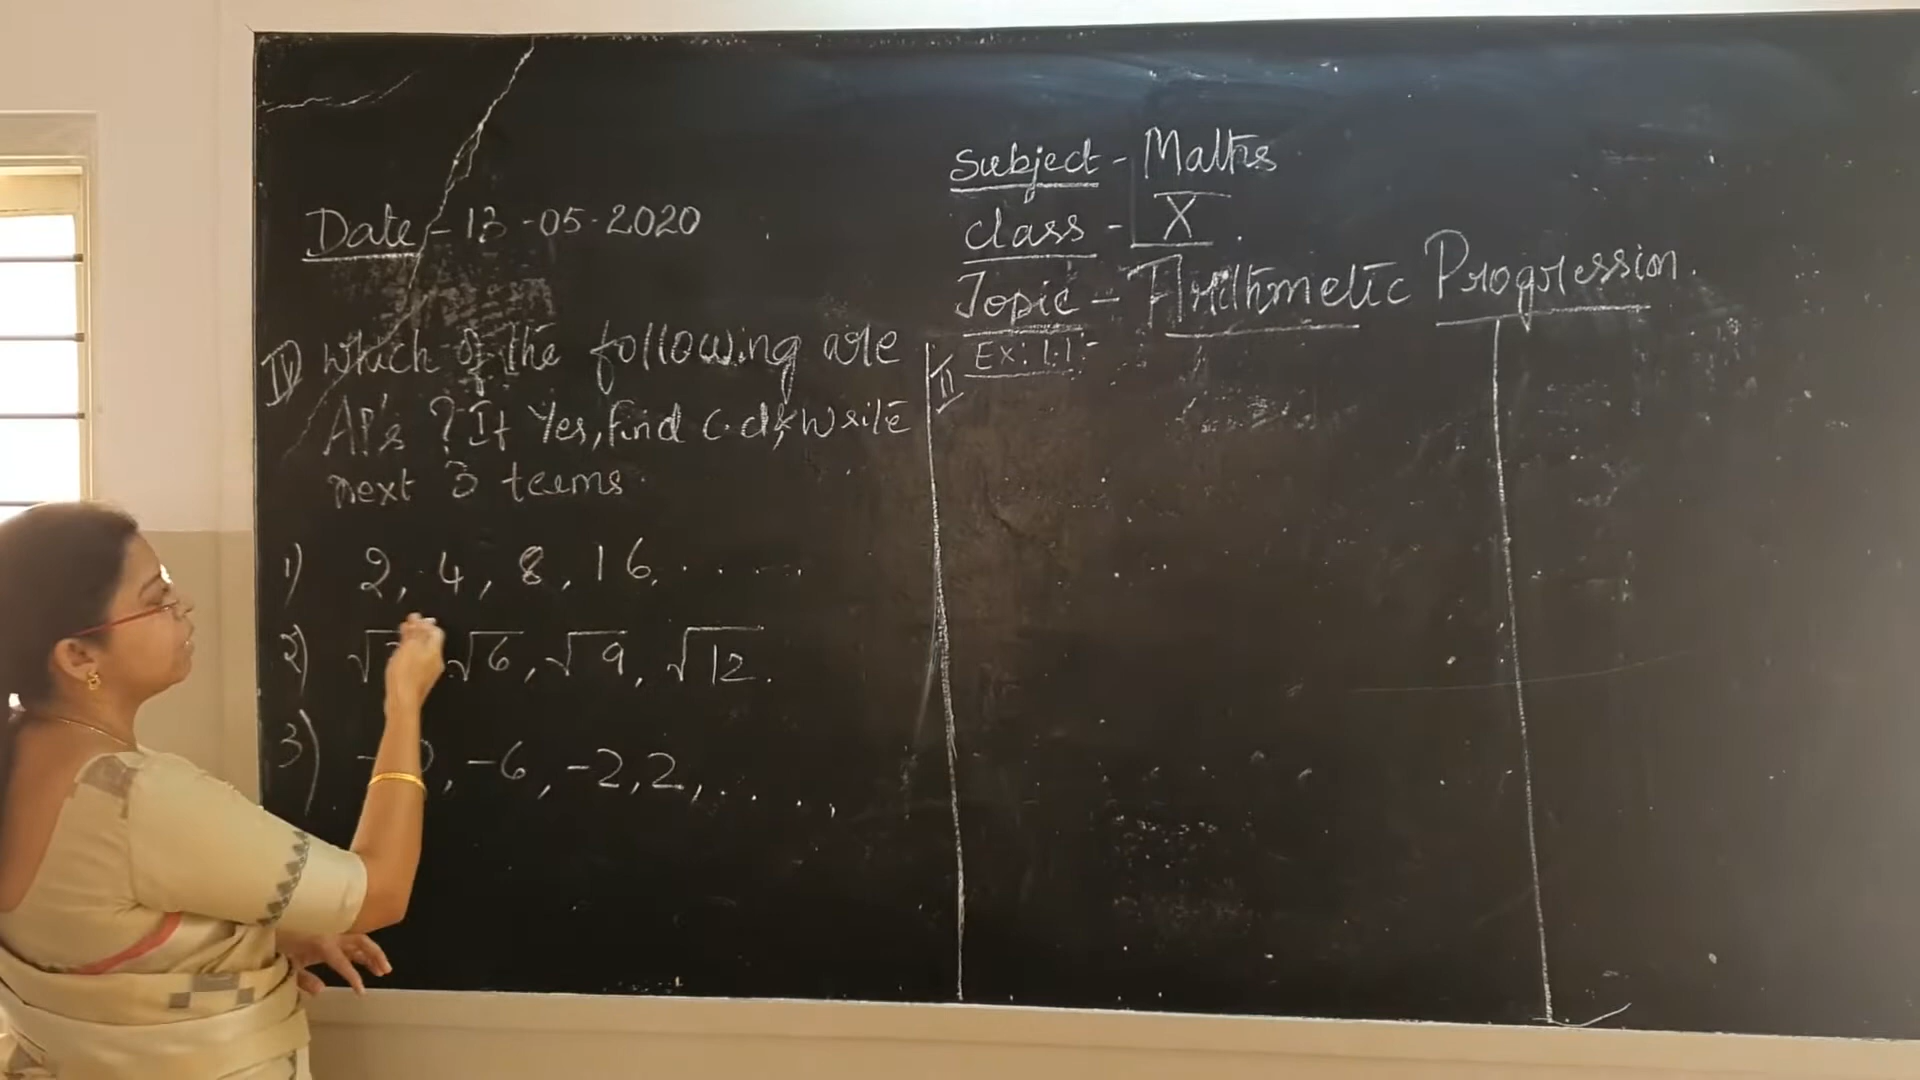 Date - 13-05-2020
Subject - Maths
Class - X
Topic - Arithmetic Progression
IV) Which of the following are
AP's ? If Yes, find c.d & write
next 3 terms.
1) 2, 4, 8, 16, .....
2) √ √6, √9, √12.
3) - , -6, -2, 2, ....,
II Ex: 1.1:-